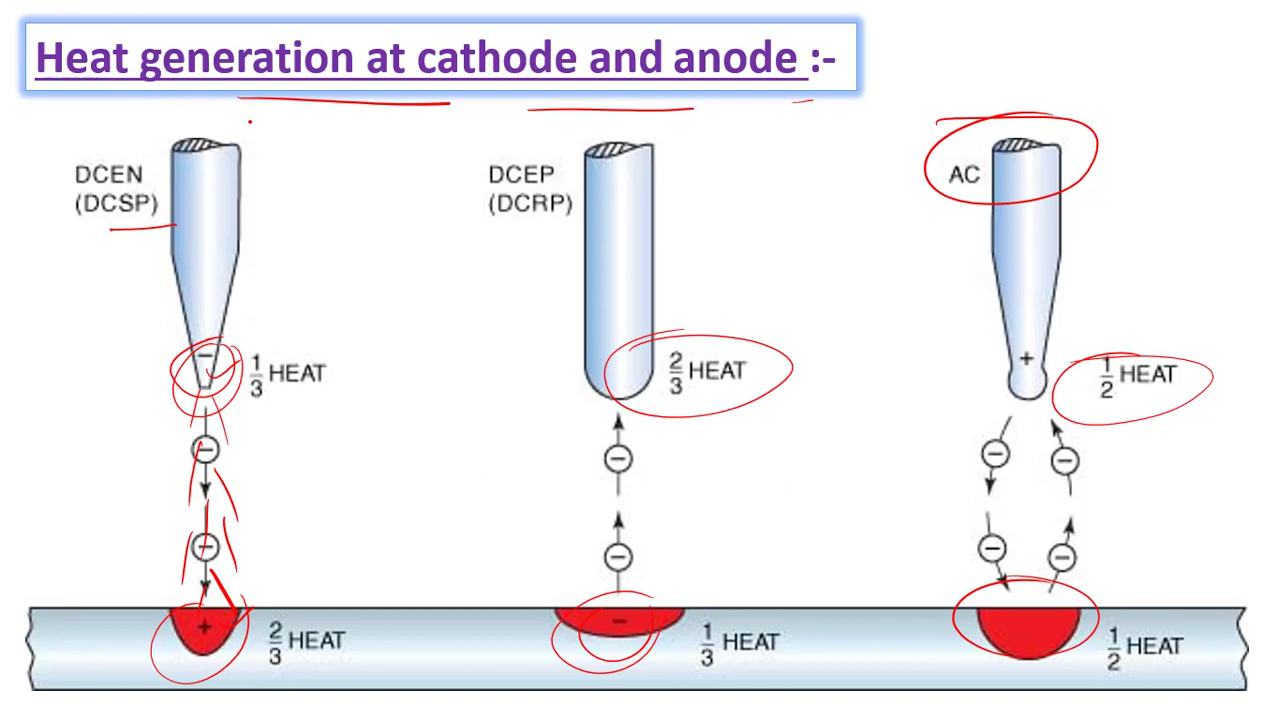 Heat generation at cathode and anode :-
DCEN
(DCSP)
DCEP
(DCRP)
AC
−
1/3 HEAT
2/3 HEAT
+
1/2 HEAT
−
−
−
−
−
−
−
−
+
2/3 HEAT
−
1/3 HEAT
1/2 HEAT